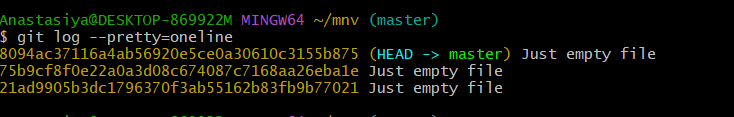 Anastasiya@DESKTOP-869922M MINGW64 ~/mnv (master)
$ git log --pretty=oneline
8094ac37116a4ab56920e5ce0a30610c3155b875 (HEAD -> master) Just empty file
75b9cf8f0e22a0a3d08c674087c7168aa26eba1e Just empty file
21ad9905b3dc1796370f3ab55162b83fb9b77021 Just empty file